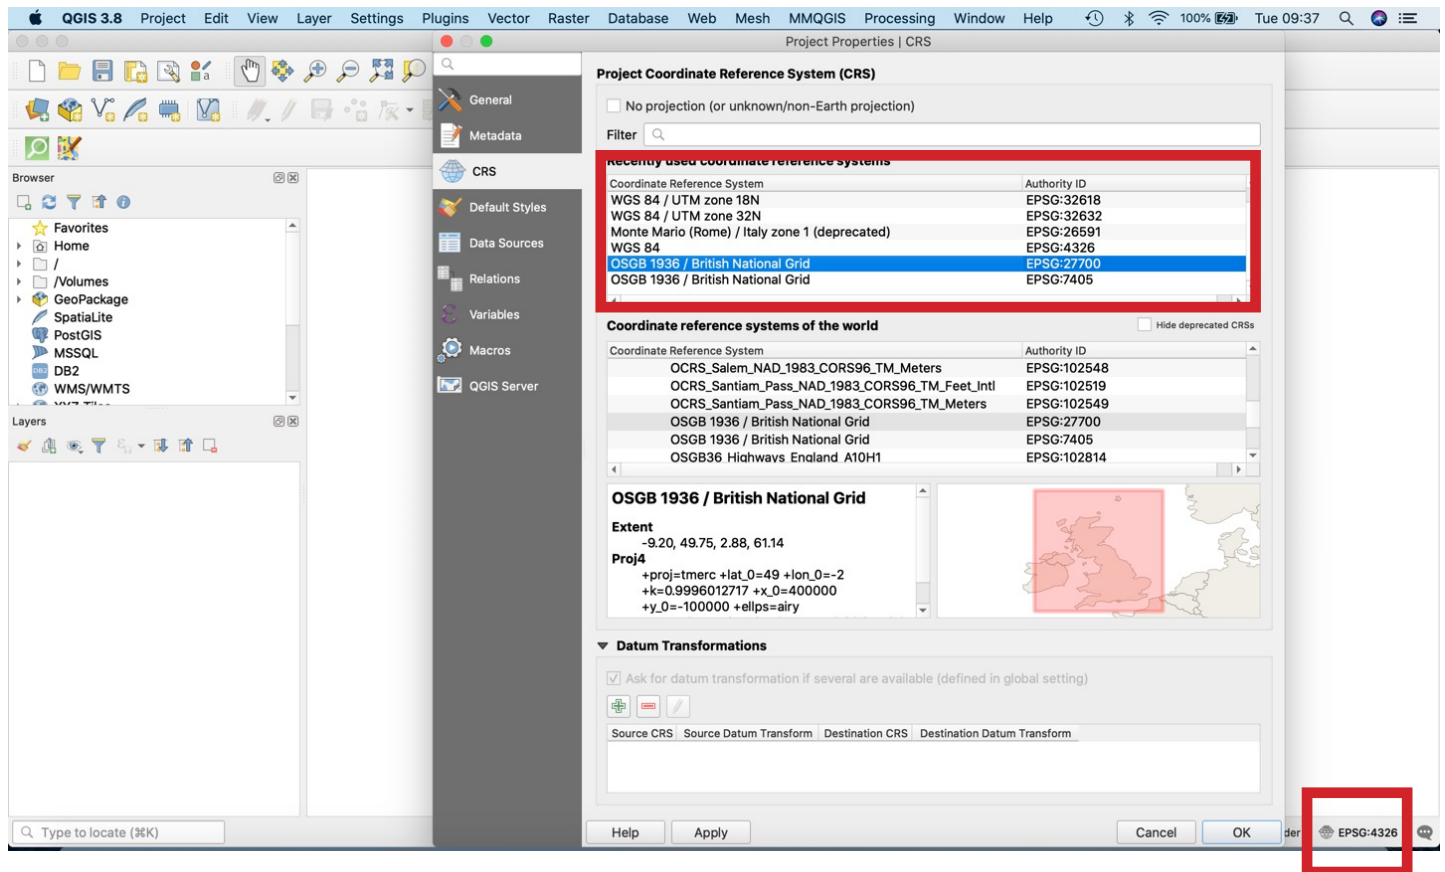 QGIS 3.8 Project Edit View Layer Settings Plugins Vector Raster Database Web Mesh MMQGIS Processing Window Help 100% Tue 09:37
Project Properties | CRS
Browser
Favorites
Home
/
/Volumes
GeoPackage
SpatiaLite
PostGIS
MSSQL
DB2
WMS/WMTS
XYZ Tiles
Layers
Type to locate (⌘K)
General
Metadata
CRS
Default Styles
Data Sources
Relations
Variables
Macros
QGIS Server
Project Coordinate Reference System (CRS)
No projection (or unknown/non-Earth projection)
Filter
Recently used coordinate reference systems
Coordinate Reference System Authority ID
WGS 84 / UTM zone 18N EPSG:32618
WGS 84 / UTM zone 32N EPSG:32632
Monte Mario (Rome) / Italy zone 1 (deprecated) EPSG:26591
WGS 84 EPSG:4326
OSGB 1936 / British National Grid EPSG:27700
OSGB 1936 / British National Grid EPSG:7405
Coordinate reference systems of the world Hide deprecated CRSs
Coordinate Reference System Authority ID
OCRS_Salem_NAD_1983_CORS96_TM_Meters EPSG:102548
OCRS_Santiam_Pass_NAD_1983_CORS96_TM_Feet_Intl EPSG:102519
OCRS_Santiam_Pass_NAD_1983_CORS96_TM_Meters EPSG:102549
OSGB 1936 / British National Grid EPSG:27700
OSGB 1936 / British National Grid EPSG:7405
OSGB36_Highways_England_A10H1 EPSG:102814
OSGB 1936 / British National Grid
Extent
-9.20, 49.75, 2.88, 61.14
Proj4
+proj=tmerc +lat_0=49 +lon_0=-2
+k=0.9996012717 +x_0=400000
+y_0=-100000 +ellps=airy
Datum Transformations
Ask for datum transformation if several are available (defined in global setting)
Source CRS Source Datum Transform Destination CRS Destination Datum Transform
Help Apply Cancel OK
der EPSG:4326